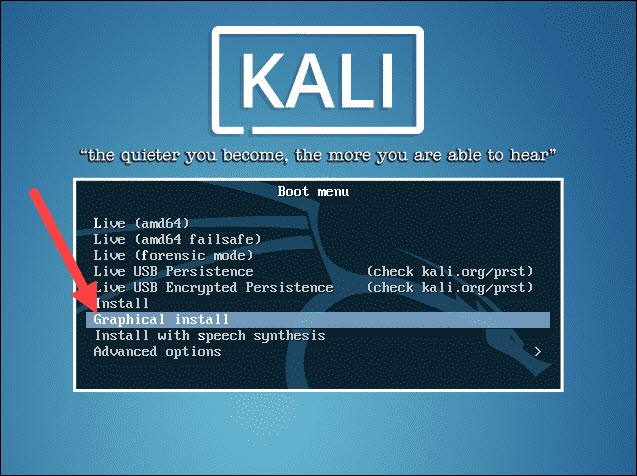 KALI
“the quieter you become, the more you are able to hear”
Boot menu
Live (amd64)
Live (amd64 failsafe)
Live (forensic mode)
Live USB Persistence (check kali.org/prst)
Live USB Encrypted Persistence (check kali.org/prst)
Install
Graphical install
Install with speech synthesis
Advanced options >